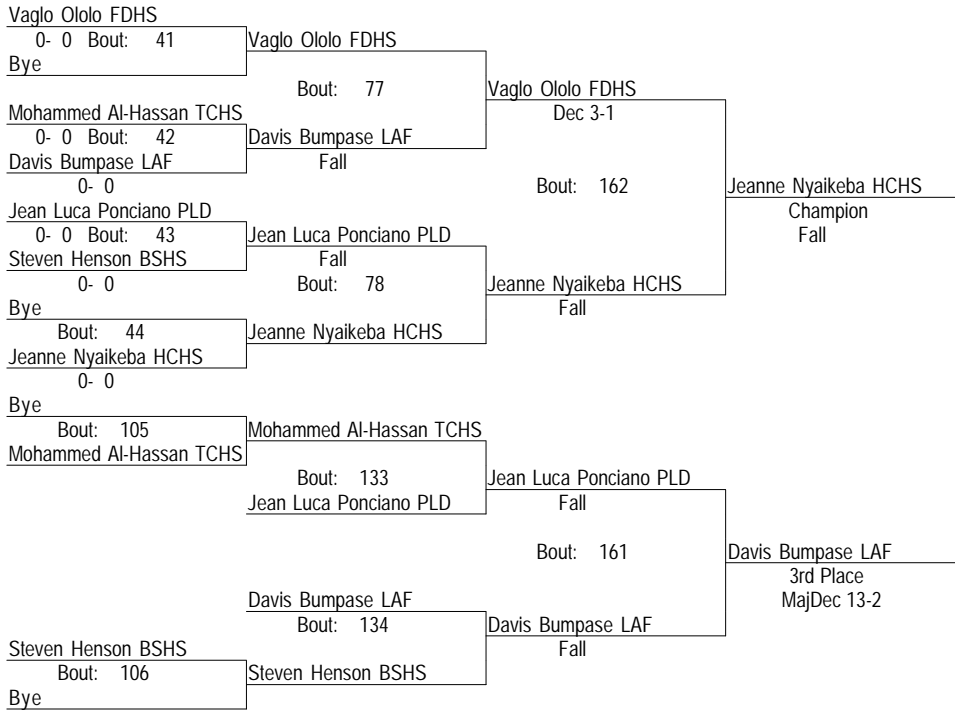 Vaglo Ololo FDHS
0- 0 Bout: 41
Bye
Vaglo Ololo FDHS
Bout: 77
Mohammed Al-Hassan TCHS
0- 0 Bout: 42
Davis Bumpase LAF
0- 0
Davis Bumpase LAF
Fall
Vaglo Ololo FDHS
Dec 3-1
Bout: 162
Jean Luca Ponciano PLD
0- 0 Bout: 43
Steven Henson BSHS
0- 0
Jean Luca Ponciano PLD
Fall
Bout: 78
Bye
Bout: 44
Jeanne Nyaikeba HCHS
0- 0
Jeanne Nyaikeba HCHS
Jeanne Nyaikeba HCHS
Fall
Jeanne Nyaikeba HCHS
Champion
Fall
Bye
Bout: 105
Mohammed Al-Hassan TCHS
Mohammed Al-Hassan TCHS
Bout: 133
Jean Luca Ponciano PLD
Jean Luca Ponciano PLD
Fall
Bout: 161
Davis Bumpase LAF
Bout: 134
Steven Henson BSHS
Bout: 106
Bye
Steven Henson BSHS
Davis Bumpase LAF
Fall
Davis Bumpase LAF
3rd Place
MajDec 13-2